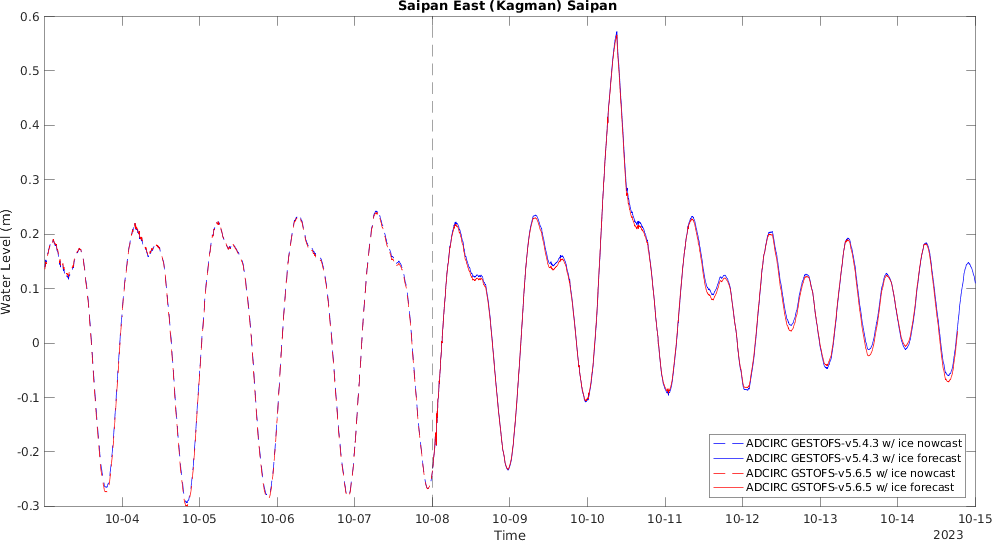 Saipan East (Kagman) Saipan
0.6
0.5
0.4
0.3
0.2
0.1
0
-0.1
-0.2
-0.3
Water Level (m)
10-04 10-05 10-06 10-07 10-08 10-09 10-10 10-11 10-12 10-13 10-14 10-15
Time
2023
ADCIRC GESTOFS-v5.4.3 w/ ice nowcast
ADCIRC GESTOFS-v5.4.3 w/ ice forecast
ADCIRC GSTOFS-v5.6.5 w/ ice nowcast
ADCIRC GSTOFS-v5.6.5 w/ ice forecast